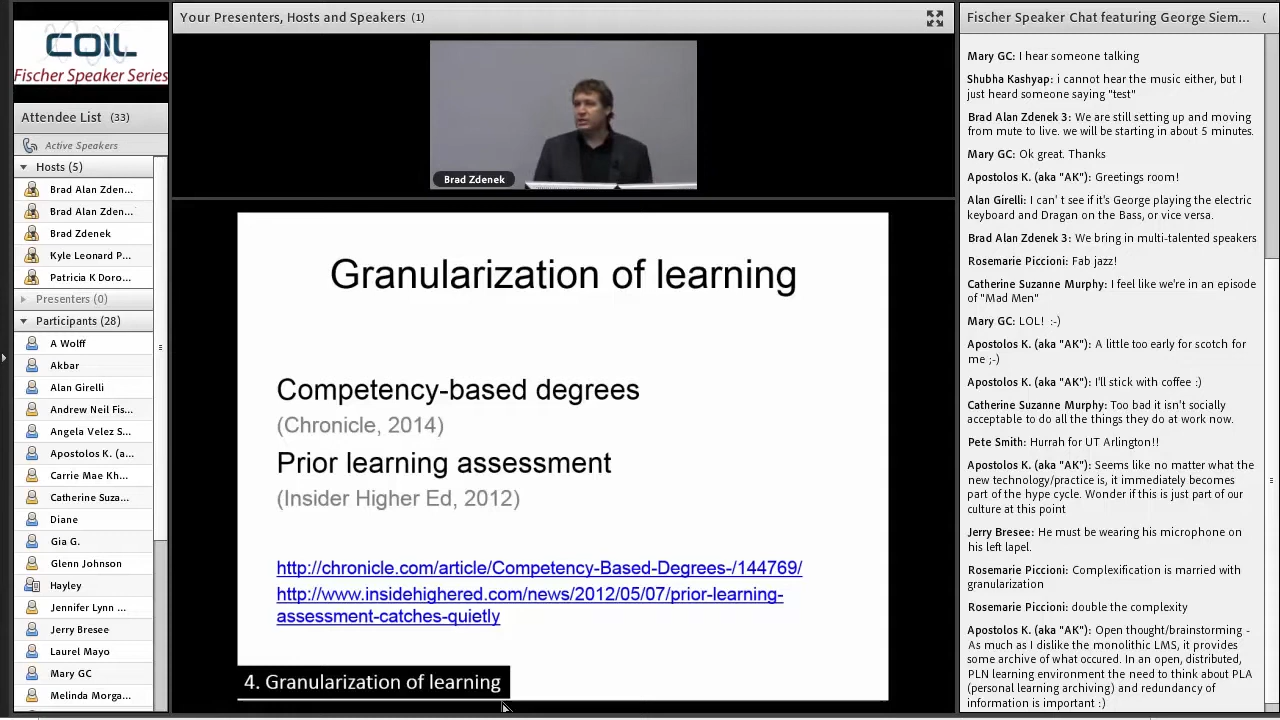 COIL
Fischer Speaker Series
Attendee List (33)
Active Speakers
Hosts (5)
Brad Alan Zden...
Brad Alan Zden...
Brad Zdenek
Kyle Leonard P...
Patricia K Doro...
Presenters (0)
Participants (28)
A Wolff
Akbar
Alan Girelli
Andrew Neil Fis...
Angela Velez S...
Apostolos K. (a...
Carrie Mae Kh...
Catherine Suza...
Diane
Gia G.
Glenn Johnson
Hayley
Jennifer Lynn ...
Jerry Bresee
Laurel Mayo
Mary GC
Melinda Morga...
Your Presenters, Hosts and Speakers (1)
Brad Zdenek
Granularization of learning
Competency-based degrees
(Chronicle, 2014)
Prior learning assessment
(Insider Higher Ed, 2012)
http://chronicle.com/article/Competency-Based-Degrees-/144769/
http://www.insidehighered.com/news/2012/05/07/prior-learning-
assessment-catches-quietly
4. Granularization of learning
Fischer Speaker Chat featuring George Siem... (
Mary GC: I hear someone talking
Shubha Kashyap: i cannot hear the music either, but I
just heard someone saying "test"
Brad Alan Zdenek 3: We are still setting up and moving
from mute to live. we will be starting in about 5 minutes.
Mary GC: Ok great. Thanks
Apostolos K. (aka "AK"): Greetings room!
Alan Girelli: I can' t see if it's George playing the electric
keyboard and Dragan on the Bass, or vice versa.
Brad Alan Zdenek 3: We bring in multi-talented speakers
Rosemarie Piccioni: Fab jazz!
Catherine Suzanne Murphy: I feel like we're in an episode
of "Mad Men"
Mary GC: LOL! :-)
Apostolos K. (aka "AK"): A little too early for scotch for
me ;-)
Apostolos K. (aka "AK"): I'll stick with coffee :)
Catherine Suzanne Murphy: Too bad it isn't socially
acceptable to do all the things they do at work now.
Pete Smith: Hurrah for UT Arlington!!
Apostolos K. (aka "AK"): Seems like no matter what the
new technology/practice is, it immediately becomes
part of the hype cycle. Wonder if this is just part of our
culture at this point
Jerry Bresee: He must be wearing his microphone on
his left lapel.
Rosemarie Piccioni: Complexification is married with
granularization
Rosemarie Piccioni: double the complexity
Apostolos K. (aka "AK"): Open thought/brainstorming -
As much as I dislike the monolithic LMS, it provides
some archive of what occured. In an open, distributed,
PLN learning environment the need to think about PLA
(personal learning archiving) and redundancy of
information is important :)